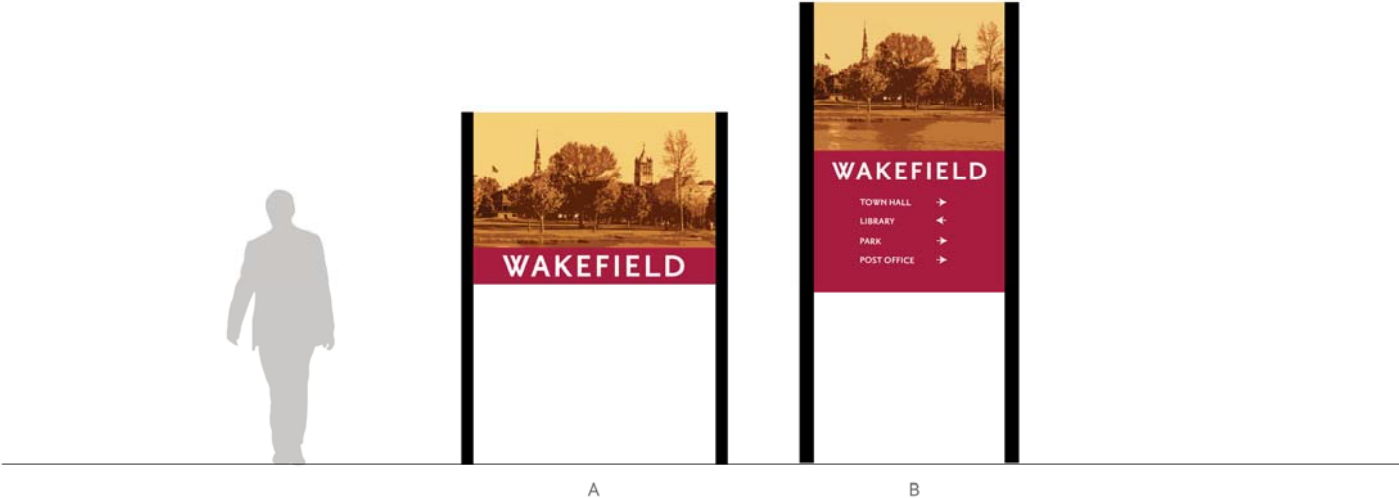 WAKEFIELD
WAKEFIELD
TOWN HALL →
LIBRARY ←
PARK →
POST OFFICE →
A
B